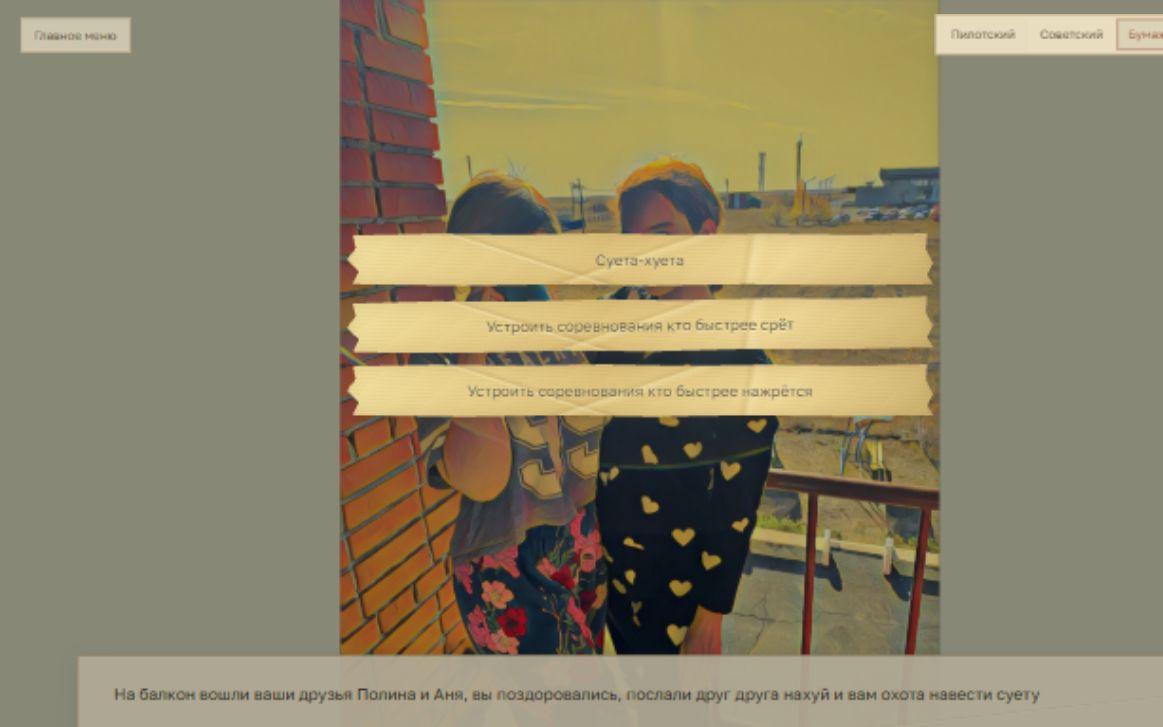 Главное меню
Пилотский Советский
Суета-хуета
Устроить соревнования кто быстрее срёт
Устроить соревнования кто быстрее нажрётся
На балкон вошли ваши друзья Полина и Аня, вы поздоровались, послали друг друга нахуй и вам охота навести суету